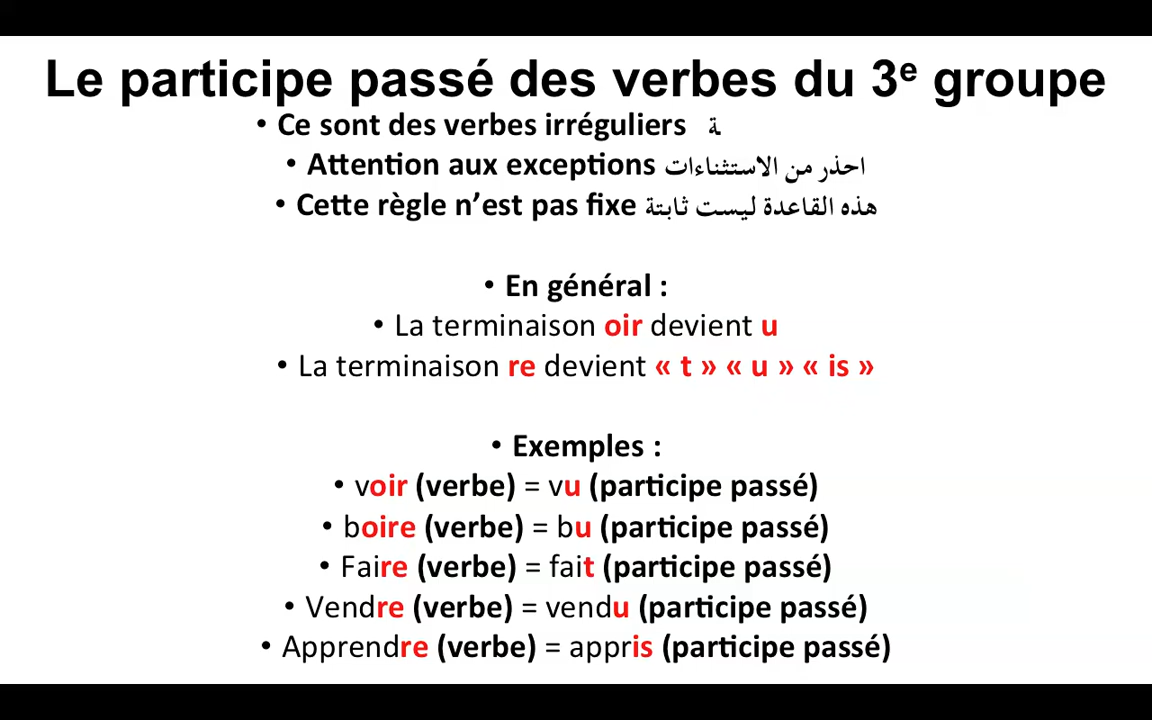 Le participe passé des verbes du 3e groupe
• Ce sont des verbes irréguliers ة
• Attention aux exceptions احذر من الاستثناءات
• Cette règle n’est pas fixe هذه القاعدة ليست ثابتة
• En général :
• La terminaison oir devient u
• La terminaison re devient « t » « u » « is »
• Exemples :
• voir (verbe) = vu (participe passé)
• boire (verbe) = bu (participe passé)
• Faire (verbe) = fait (participe passé)
• Vendre (verbe) = vendu (participe passé)
• Apprendre (verbe) = appris (participe passé)